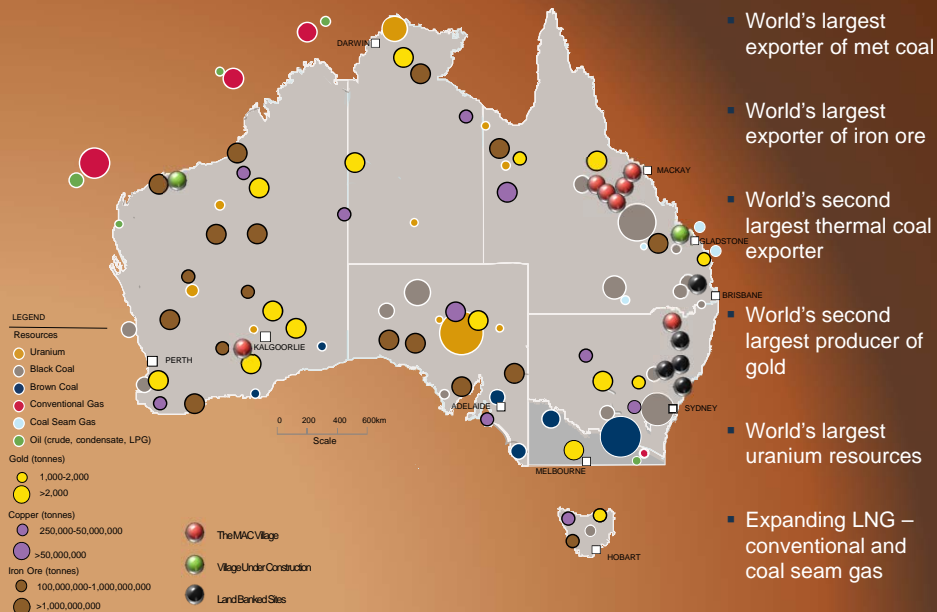 DARWIN
MACKAY
GLADSTONE
BRISBANE
KALGOORLIE
PERTH
ADELAIDE
SYDNEY
MELBOURNE
HOBART
0 200 400 600km
Scale
LEGEND
Resources
Uranium
Black Coal
Brown Coal
Conventional Gas
Coal Seam Gas
Oil (crude, condensate, LPG)
Gold (tonnes)
1,000-2,000
>2,000
Copper (tonnes)
250,000-50,000,000
>50,000,000
Iron Ore (tonnes)
100,000,000-1,000,000,000
>1,000,000,000
The MAC Village
Village Under Construction
Land Banked Sites
▪ World's largest
exporter of met coal
▪ World's largest
exporter of iron ore
▪ World's second
largest thermal coal
exporter
▪ World's second
largest producer of
gold
▪ World's largest
uranium resources
▪ Expanding LNG –
conventional and
coal seam gas